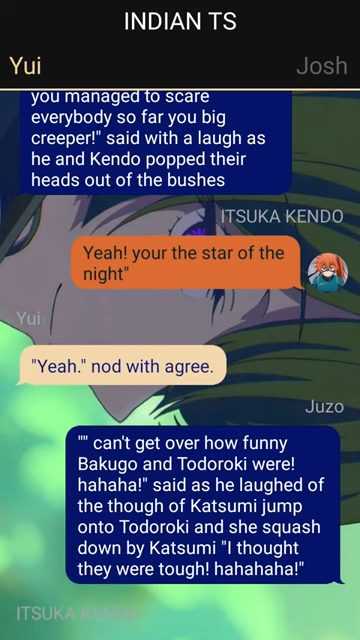 INDIAN TS
Yui
Josh
you managed to scare
everybody so far you big
creeper!" said with a laugh as
he and Kendo popped their
heads out of the bushes
ITSUKA KENDO
Yeah! your the star of the
night"
Yui
"Yeah." nod with agree.
Juzo
"" can't get over how funny
Bakugo and Todoroki were!
hahaha!" said as he laughed of
the though of Katsumi jump
onto Todoroki and she squash
down by Katsumi "I thought
they were tough! hahahaha!"
ITSUKA KENDO